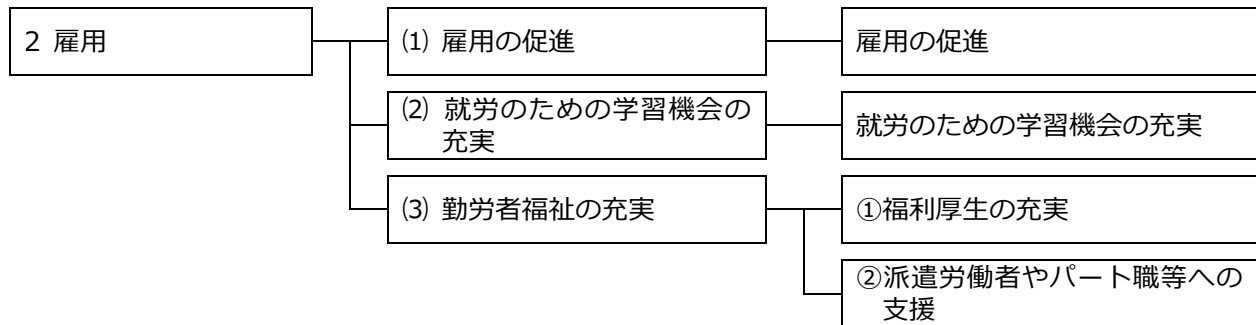 2 雇用
⑴ 雇用の促進
雇用の促進
⑵ 就労のための学習機会の
充実
就労のための学習機会の充実
⑶ 勤労者福祉の充実
①福利厚生の充実
②派遣労働者やパート職等への
支援